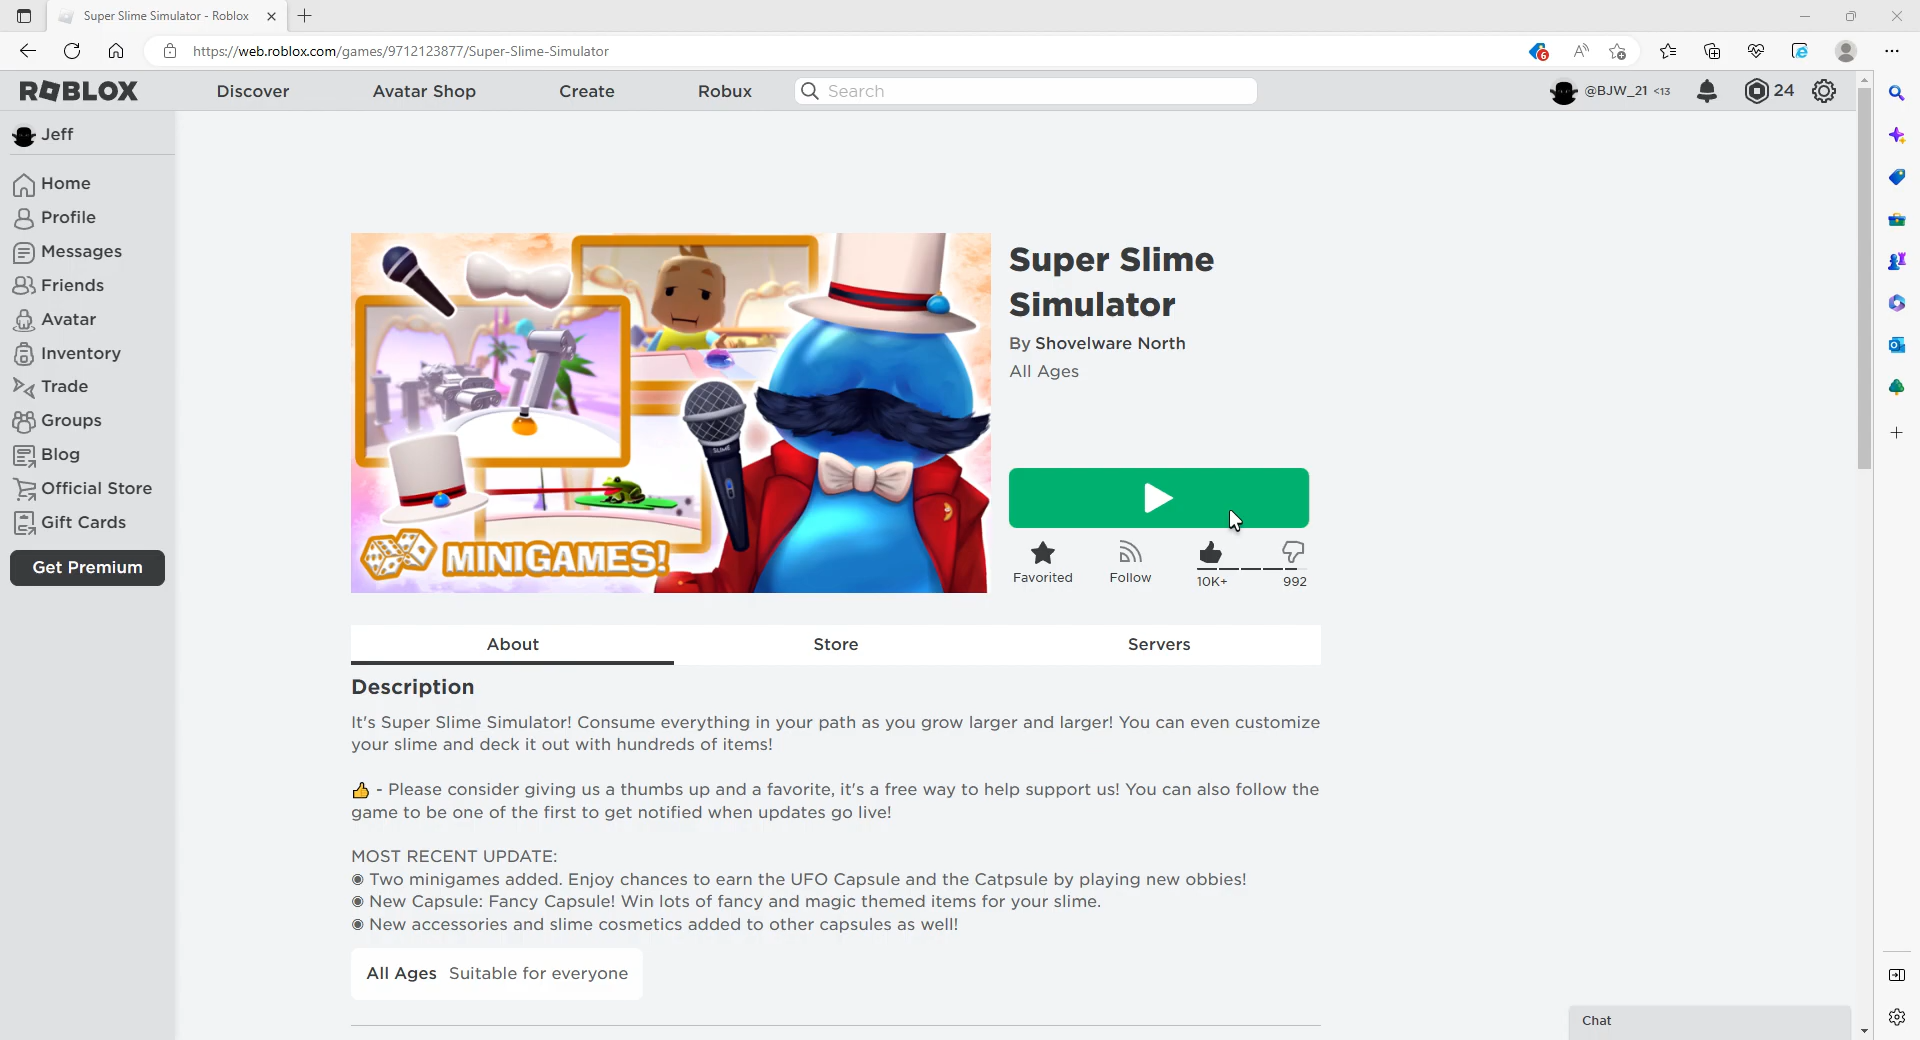 Super Slime Simulator - Roblox
https://web.roblox.com/games/9712123877/Super-Slime-Simulator
6
ROBLOX
Discover
Avatar Shop
Create
Robux
Search
@BJW_21 <13
24
Jeff
Home
Profile
Messages
Friends
Avatar
Inventory
Trade
Groups
Blog
Official Store
Gift Cards
Get Premium
SLIME
MINIGAMES!
Super Slime
Simulator
By Shovelware North
All Ages
Favorited
Follow
10K+
992
About
Store
Servers
Description
It's Super Slime Simulator! Consume everything in your path as you grow larger and larger! You can even customize
your slime and deck it out with hundreds of items!
👍 - Please consider giving us a thumbs up and a favorite, it's a free way to help support us! You can also follow the
game to be one of the first to get notified when updates go live!
MOST RECENT UPDATE:
◉ Two minigames added. Enjoy chances to earn the UFO Capsule and the Catpsule by playing new obbies!
◉ New Capsule: Fancy Capsule! Win lots of fancy and magic themed items for your slime.
◉ New accessories and slime cosmetics added to other capsules as well!
All Ages Suitable for everyone
Chat